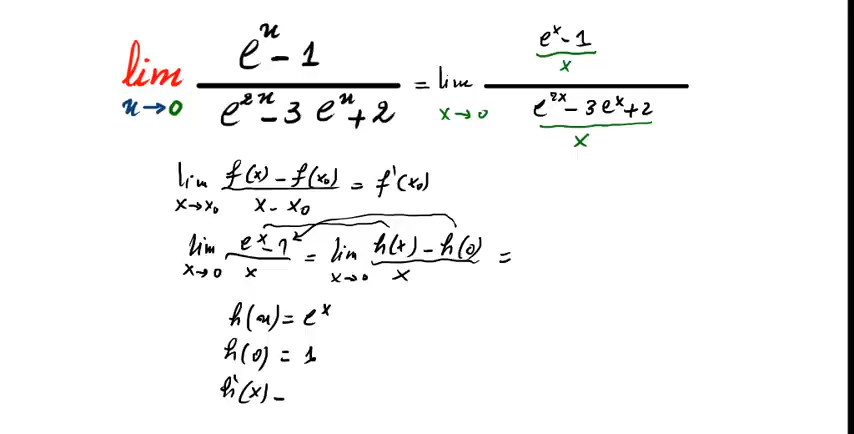 lim x→0 (e^x - 1)/(e^{2x} - 3e^x + 2) = lim x→0 ((e^x - 1)/x)/((e^{2x} - 3e^x + 2)/x)
lim x→x₀ (f(x) - f(x₀))/(x - x₀) = f'(x₀)
lim x→0 (e^x - 1)/x = lim x→0 (h(x) - h(0))/x =
h(x) = e^x
h(0) = 1
h'(x) =